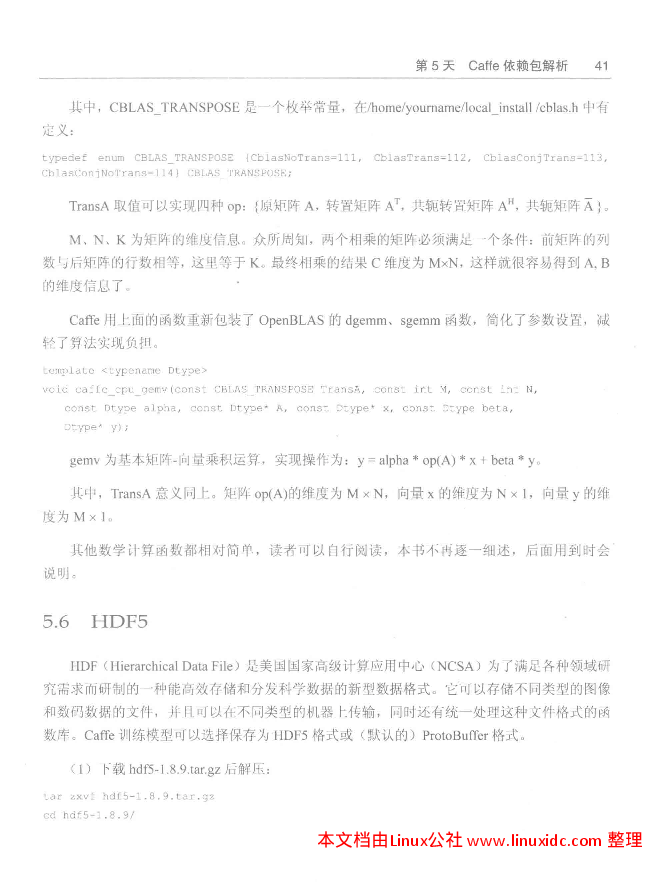 第 5 天 Caffe 依赖包解析 41
其中，CBLAS_TRANSPOSE 是一个枚举常量，在/home/yourname/local_install /cblas.h 中有
定义：
typedef enum CBLAS_TRANSPOSE {CblasNoTrans=111, CblasTrans=112, CblasConjTrans=113,
CblasConjNoTrans=114} CBLAS_TRANSPOSE;
TransA 取值可以实现四种 op：{原矩阵 A，转置矩阵 Aᵀ，共轭转置矩阵 Aᴴ，共轭矩阵 Ā }。
M、N、K 为矩阵的维度信息。众所周知，两个相乘的矩阵必须满足一个条件：前矩阵的列
数与后矩阵的行数相等，这里等于 K。最终相乘的结果 C 维度为 M×N，这样就很容易得到 A, B
的维度信息了。
Caffe 用上面的函数重新包装了 OpenBLAS 的 dgemm、sgemm 函数，简化了参数设置，减
轻了算法实现负担。
template <typename Dtype>
void caffe_cpu_gemv(const CBLAS_TRANSPOSE TransA, const int M, const int N,
const Dtype alpha, const Dtype* A, const Dtype* x, const Dtype beta,
Dtype* y);
gemv 为基本矩阵-向量乘积运算，实现操作为：y = alpha * op(A) * x + beta * y。
其中，TransA 意义同上。矩阵 op(A)的维度为 M × N，向量 x 的维度为 N × 1，向量 y 的维
度为 M × 1。
其他数学计算函数都相对简单，读者可以自行阅读，本书不再逐一细述，后面用到时会
说明。
5.6 HDF5
HDF（Hierarchical Data File）是美国国家高级计算应用中心（NCSA）为了满足各种领域研
究需求而研制的一种能高效存储和分发科学数据的新型数据格式。它可以存储不同类型的图像
和数码数据的文件，并且可以在不同类型的机器上传输，同时还有统一处理这种文件格式的函
数库。Caffe 训练模型可以选择保存为 HDF5 格式或（默认的）ProtoBuffer 格式。
（1）下载 hdf5-1.8.9.tar.gz 后解压：
tar zxvf hdf5-1.8.9.tar.gz
cd hdf5-1.8.9/
本文档由Linux公社 www.linuxidc.com 整理